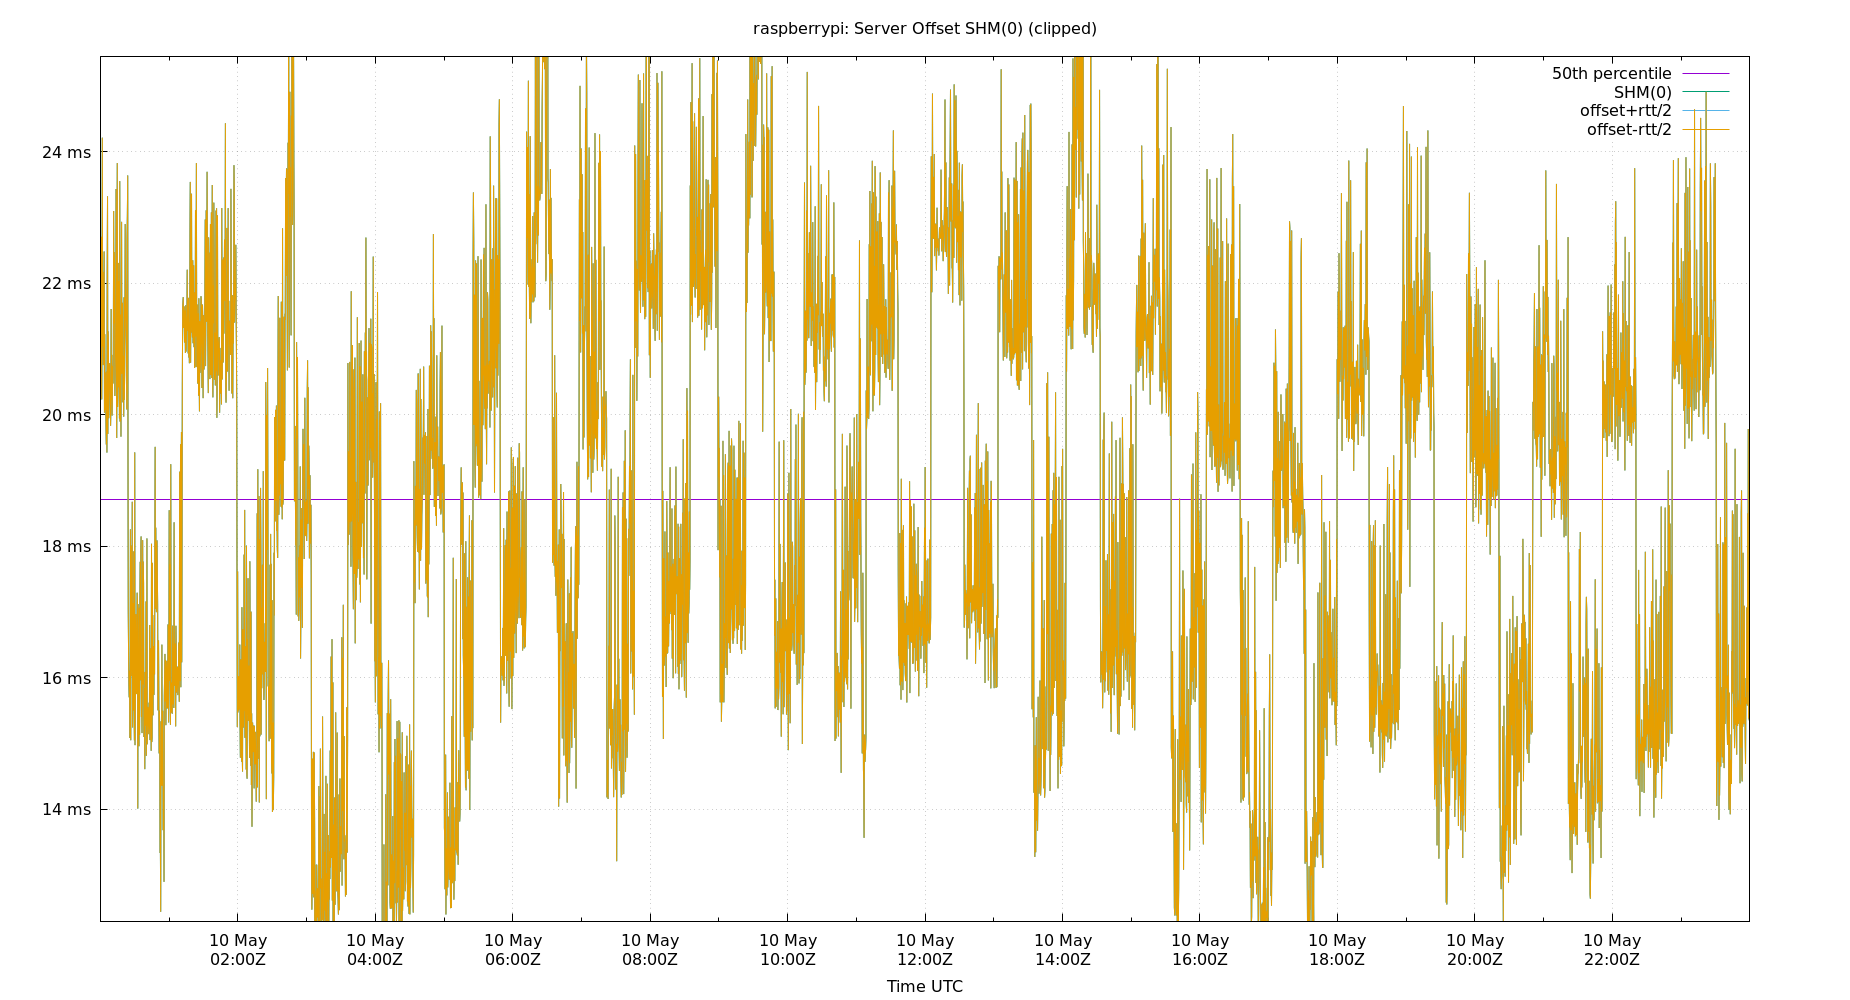 raspberrypi: Server Offset SHM(0) (clipped)
50th percentile
SHM(0)
offset+rtt/2
offset-rtt/2
24 ms
22 ms
20 ms
18 ms
16 ms
14 ms
10 May 10 May 10 May 10 May 10 May 10 May 10 May 10 May 10 May 10 May 10 May
02:00Z 04:00Z 06:00Z 08:00Z 10:00Z 12:00Z 14:00Z 16:00Z 18:00Z 20:00Z 22:00Z
Time UTC